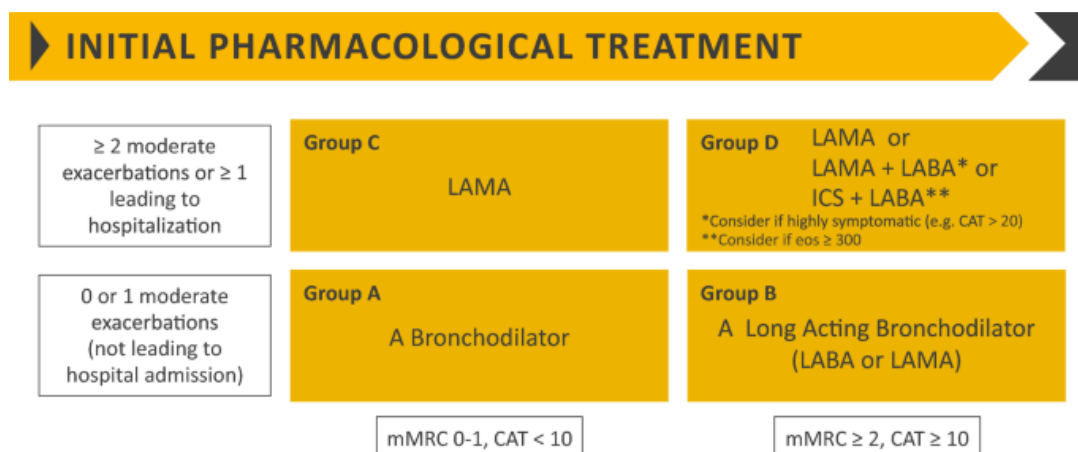 INITIAL PHARMACOLOGICAL TREATMENT
≥ 2 moderate
exacerbations or ≥ 1
leading to
hospitalization
Group C
LAMA
Group D
LAMA or
LAMA + LABA* or
ICS + LABA**
*Consider if highly symptomatic (e.g. CAT > 20)
**Consider if eos ≥ 300
0 or 1 moderate
exacerbations
(not leading to
hospital admission)
Group A
A Bronchodilator
Group B
A Long Acting Bronchodilator
(LABA or LAMA)
mMRC 0-1, CAT < 10
mMRC ≥ 2, CAT ≥ 10